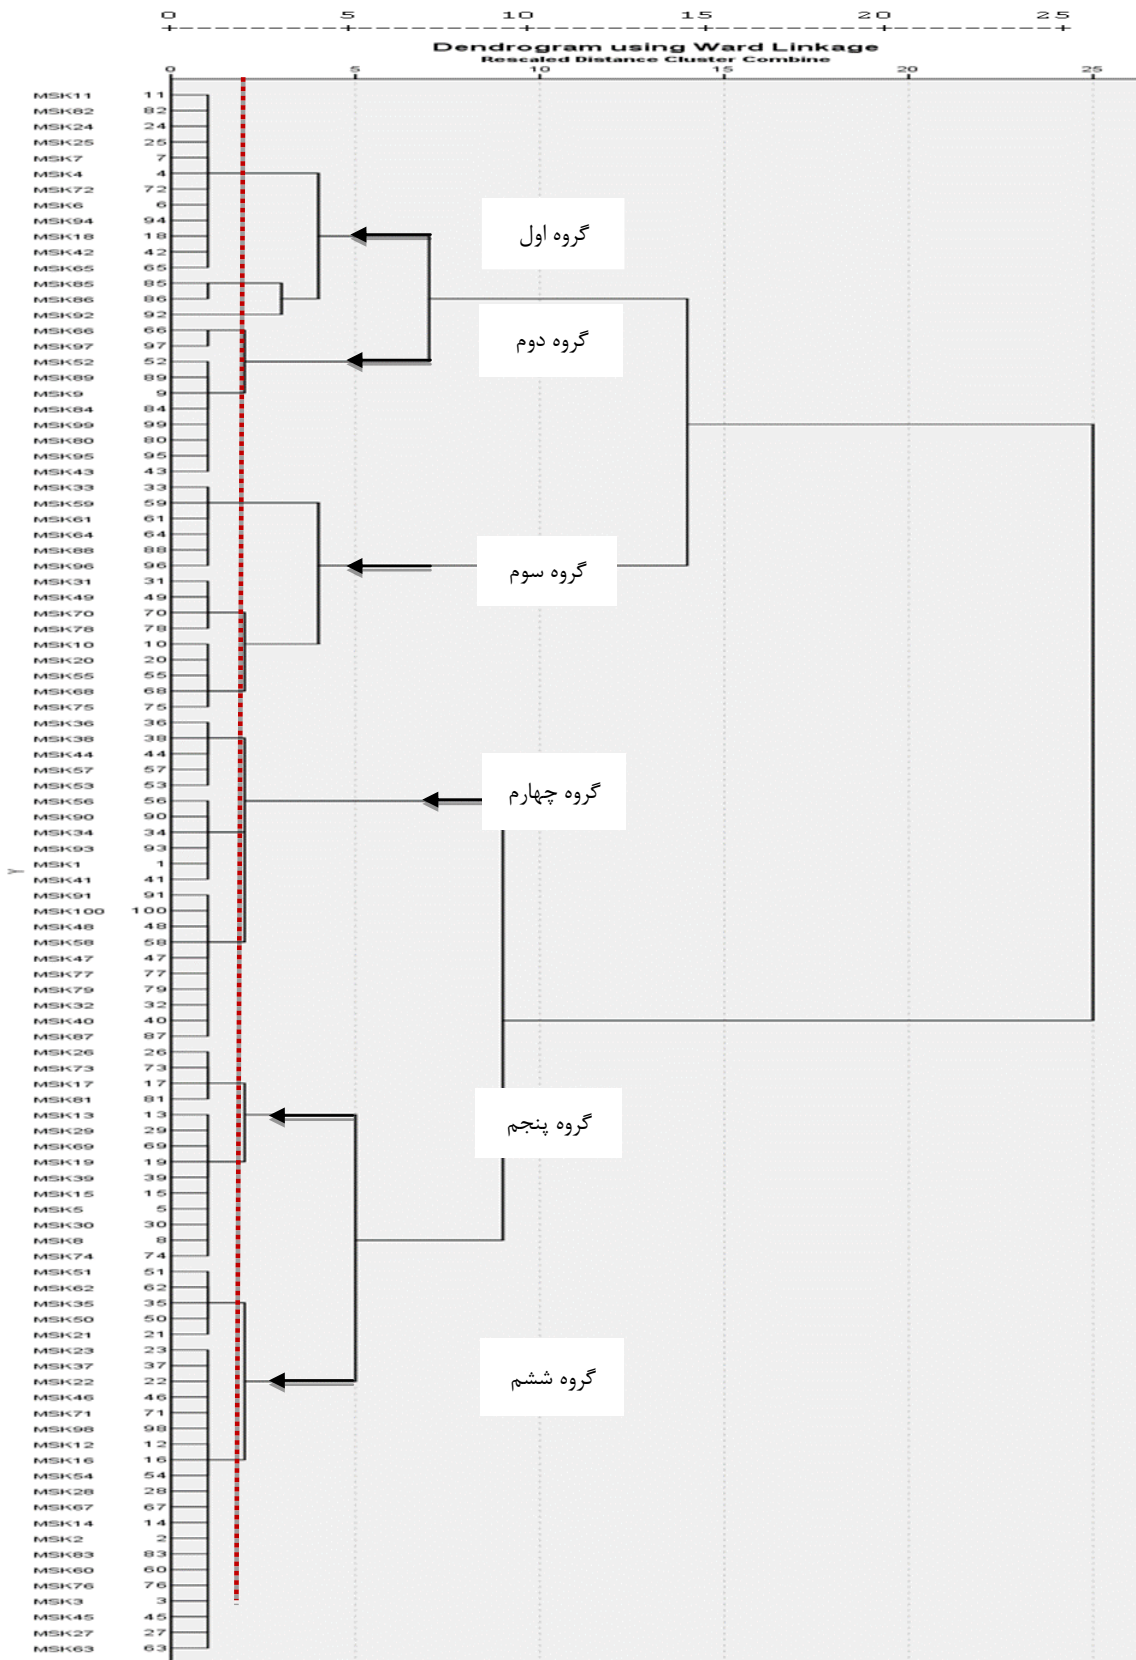 0 5 10 15 20 25
Dendrogram using Ward Linkage
Rescaled Distance Cluster Combine
0 5 10 15 20 25
MSK11 11
MSK82 82
MSK24 24
MSK25 25
MSK7 7
MSK4 4
MSK72 72
MSK6 6
MSK94 94
MSK18 18
گروه اول
MSK42 42
MSK65 65
MSK85 85
MSK86 86
MSK92 92
MSK66 66
گروه دوم
MSK97 97
MSK52 52
MSK89 89
MSK9 9
MSK84 84
MSK99 99
MSK80 80
MSK95 95
MSK43 43
MSK33 33
MSK59 59
MSK61 61
MSK64 64
MSK88 88
MSK96 96
گروه سوم
MSK31 31
MSK49 49
MSK70 70
MSK78 78
MSK10 10
MSK20 20
MSK55 55
MSK68 68
MSK75 75
MSK36 36
MSK38 38
MSK44 44
MSK57 57
MSK53 53
گروه چهارم
MSK56 56
MSK90 90
MSK34 34
MSK93 93
MSK1 1
Y
MSK41 41
MSK91 91
MSK100 100
MSK48 48
MSK58 58
MSK47 47
MSK77 77
MSK79 79
MSK32 32
MSK40 40
MSK87 87
MSK26 26
MSK73 73
MSK17 17
MSK81 81
MSK13 13
گروه پنجم
MSK29 29
MSK69 69
MSK19 19
MSK39 39
MSK15 15
MSK5 5
MSK30 30
MSK8 8
MSK74 74
MSK51 51
MSK62 62
MSK35 35
MSK50 50
MSK21 21
MSK23 23
MSK37 37
گروه ششم
MSK22 22
MSK46 46
MSK71 71
MSK98 98
MSK12 12
MSK16 16
MSK54 54
MSK28 28
MSK67 67
MSK14 14
MSK2 2
MSK83 83
MSK60 60
MSK76 76
MSK3 3
MSK45 45
MSK27 27
MSK63 63